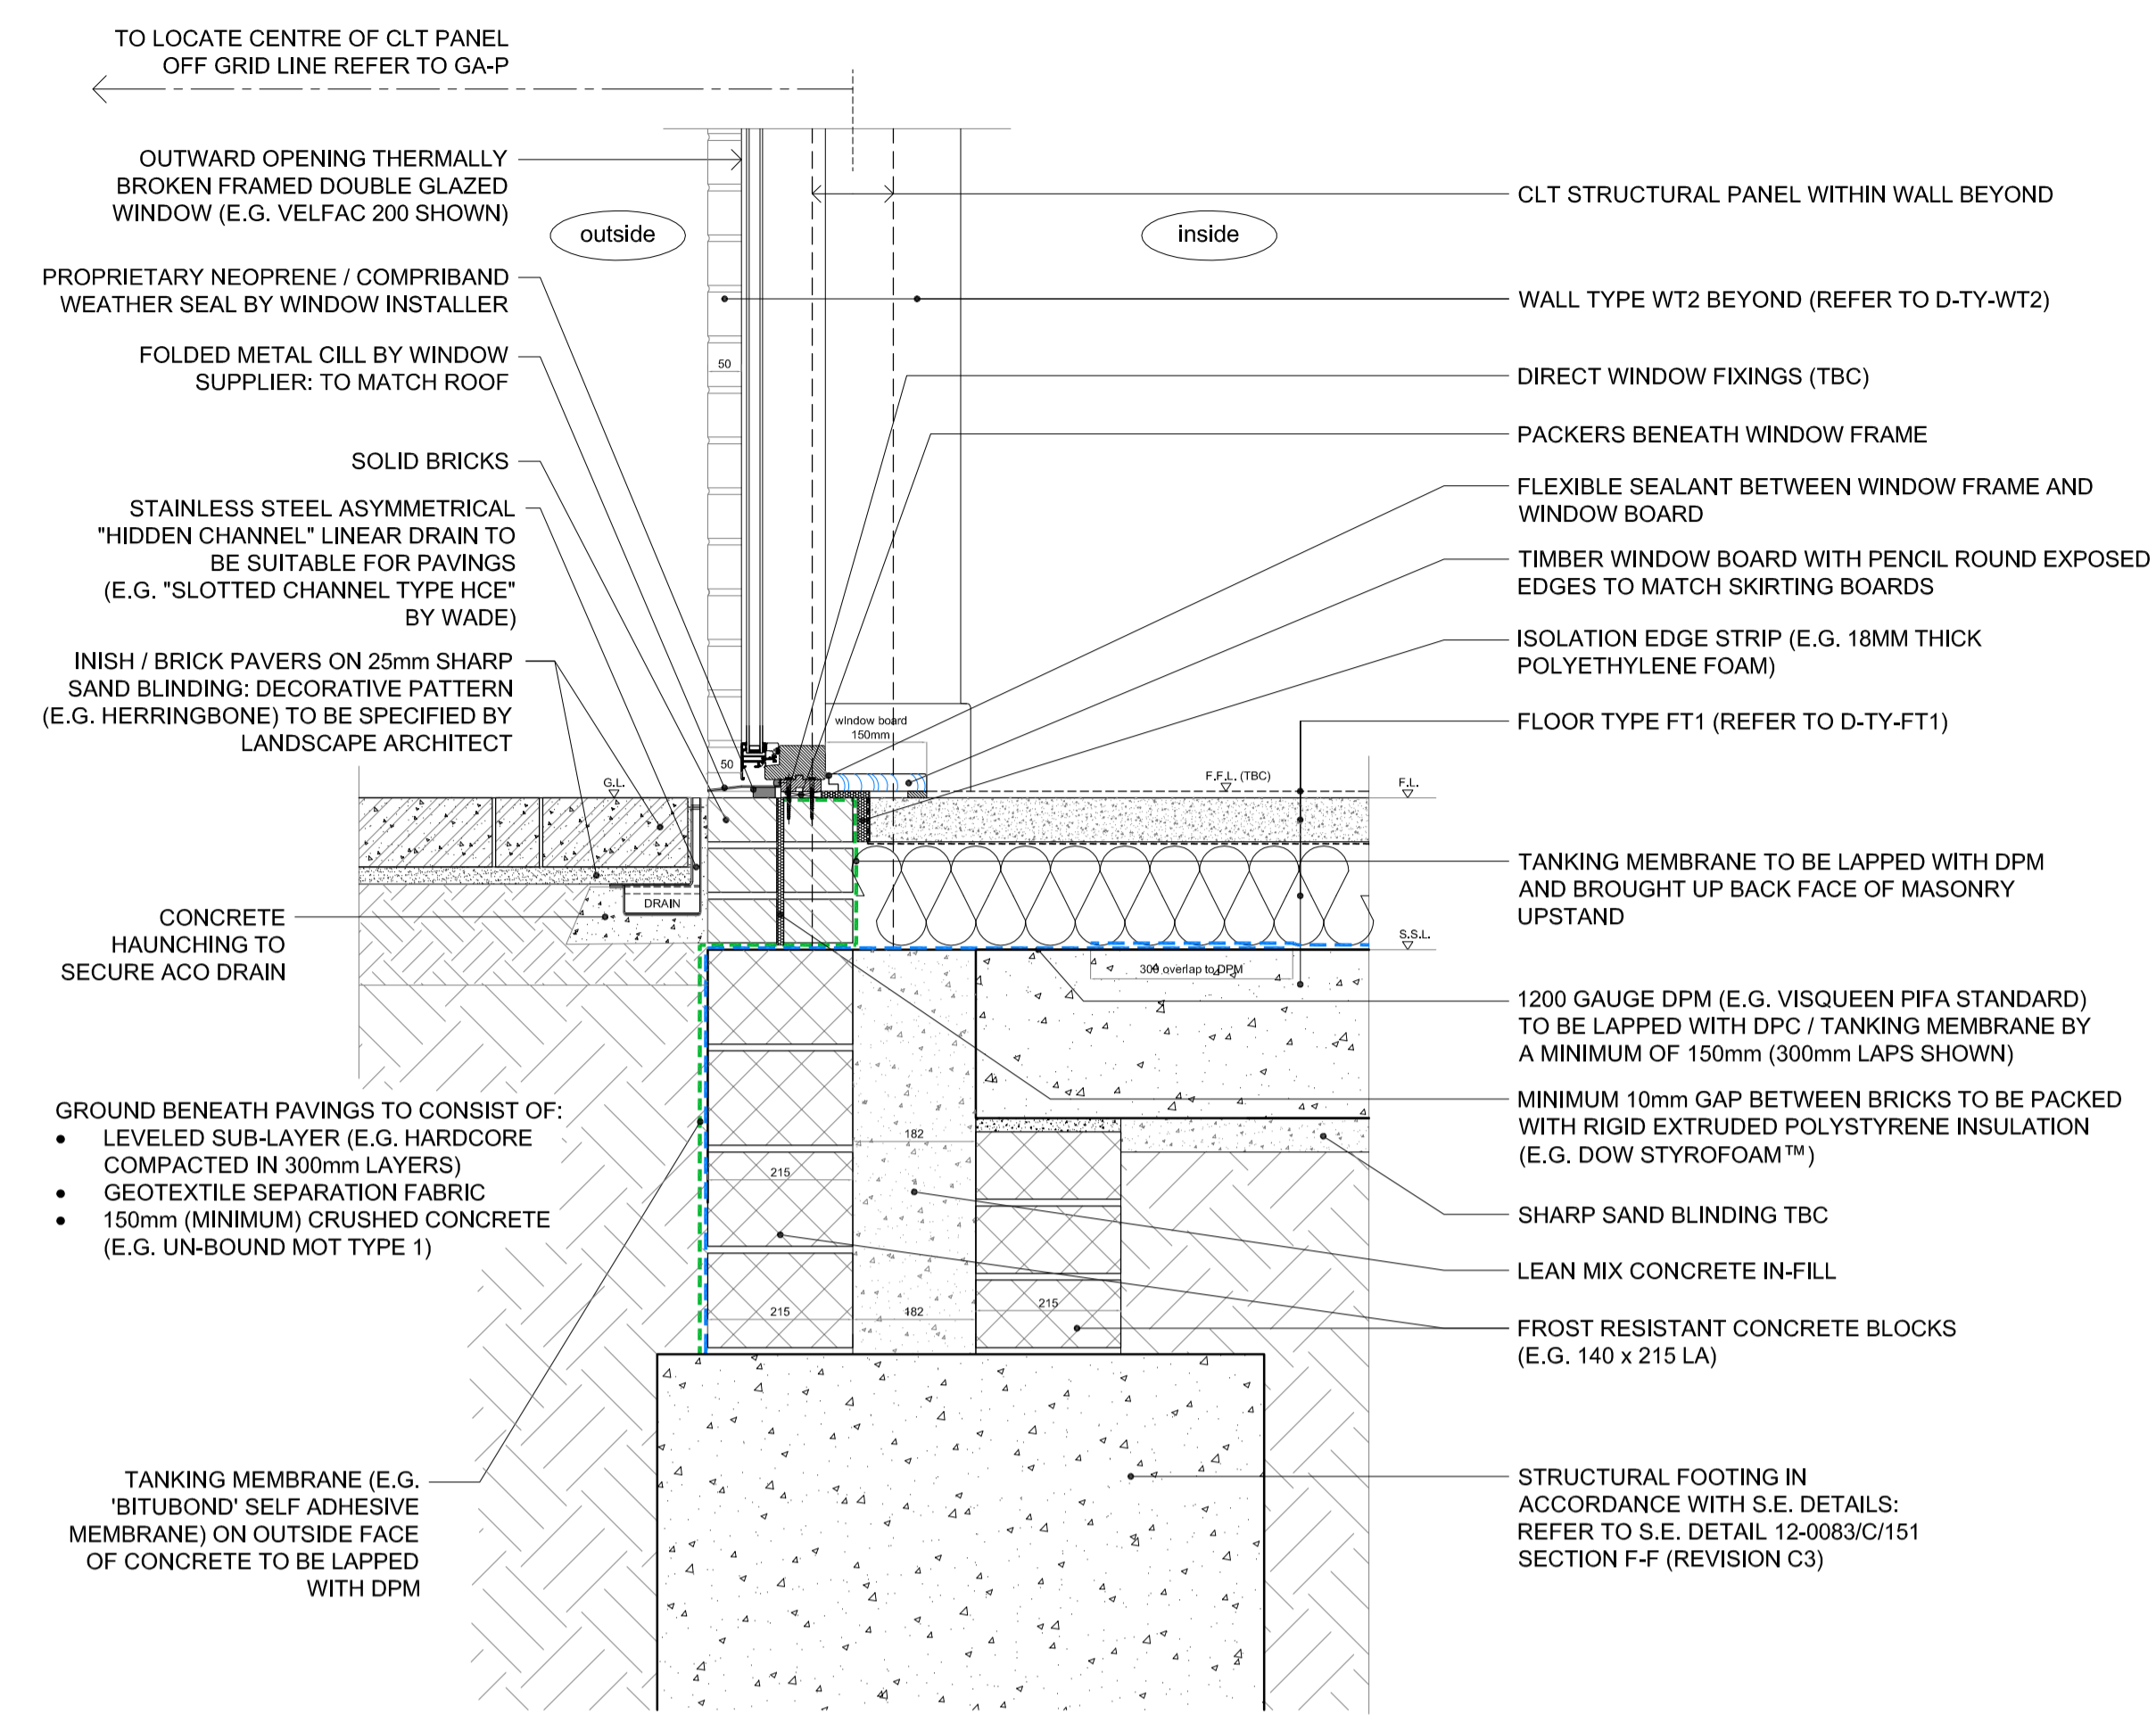 TO LOCATE CENTRE OF CLT PANEL
OFF GRID LINE REFER TO GA-P
OUTWARD OPENING THERMALLY
BROKEN FRAMED DOUBLE GLAZED
WINDOW (E.G. VELFAC 200 SHOWN)
PROPRIETARY NEOPRENE / COMPRIBAND
WEATHER SEAL BY WINDOW INSTALLER
FOLDED METAL CILL BY WINDOW
SUPPLIER: TO MATCH ROOF
SOLID BRICKS
STAINLESS STEEL ASYMMETRICAL
"HIDDEN CHANNEL" LINEAR DRAIN TO
BE SUITABLE FOR PAVINGS
(E.G. "SLOTTED CHANNEL TYPE HCE"
BY WADE)
INISH / BRICK PAVERS ON 25mm SHARP
SAND BLINDING: DECORATIVE PATTERN
(E.G. HERRINGBONE) TO BE SPECIFIED BY
LANDSCAPE ARCHITECT
CONCRETE
HAUNCHING TO
SECURE ACO DRAIN
GROUND BENEATH PAVINGS TO CONSIST OF:
• LEVELED SUB-LAYER (E.G. HARDCORE
COMPACTED IN 300mm LAYERS)
• GEOTEXTILE SEPARATION FABRIC
• 150mm (MINIMUM) CRUSHED CONCRETE
(E.G. UN-BOUND MOT TYPE 1)
TANKING MEMBRANE (E.G.
'BITUBOND' SELF ADHESIVE
MEMBRANE) ON OUTSIDE FACE
OF CONCRETE TO BE LAPPED
WITH DPM
outside
inside
50
50
window board
150mm
G.L.
F.F.L. (TBC)
F.L.
DRAIN
S.S.L.
300 overlap to DPM
182
215
215
182
215
CLT STRUCTURAL PANEL WITHIN WALL BEYOND
WALL TYPE WT2 BEYOND (REFER TO D-TY-WT2)
DIRECT WINDOW FIXINGS (TBC)
PACKERS BENEATH WINDOW FRAME
FLEXIBLE SEALANT BETWEEN WINDOW FRAME AND
WINDOW BOARD
TIMBER WINDOW BOARD WITH PENCIL ROUND EXPOSED
EDGES TO MATCH SKIRTING BOARDS
ISOLATION EDGE STRIP (E.G. 18MM THICK
POLYETHYLENE FOAM)
FLOOR TYPE FT1 (REFER TO D-TY-FT1)
TANKING MEMBRANE TO BE LAPPED WITH DPM
AND BROUGHT UP BACK FACE OF MASONRY
UPSTAND
1200 GAUGE DPM (E.G. VISQUEEN PIFA STANDARD)
TO BE LAPPED WITH DPC / TANKING MEMBRANE BY
A MINIMUM OF 150mm (300mm LAPS SHOWN)
MINIMUM 10mm GAP BETWEEN BRICKS TO BE PACKED
WITH RIGID EXTRUDED POLYSTYRENE INSULATION
(E.G. DOW STYROFOAM™)
SHARP SAND BLINDING TBC
LEAN MIX CONCRETE IN-FILL
FROST RESISTANT CONCRETE BLOCKS
(E.G. 140 x 215 LA)
STRUCTURAL FOOTING IN
ACCORDANCE WITH S.E. DETAILS:
REFER TO S.E. DETAIL 12-0083/C/151
SECTION F-F (REVISION C3)